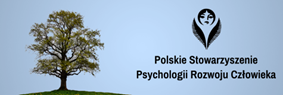 Polskie Stowarzyszenie
Psychologii Rozwoju Człowieka